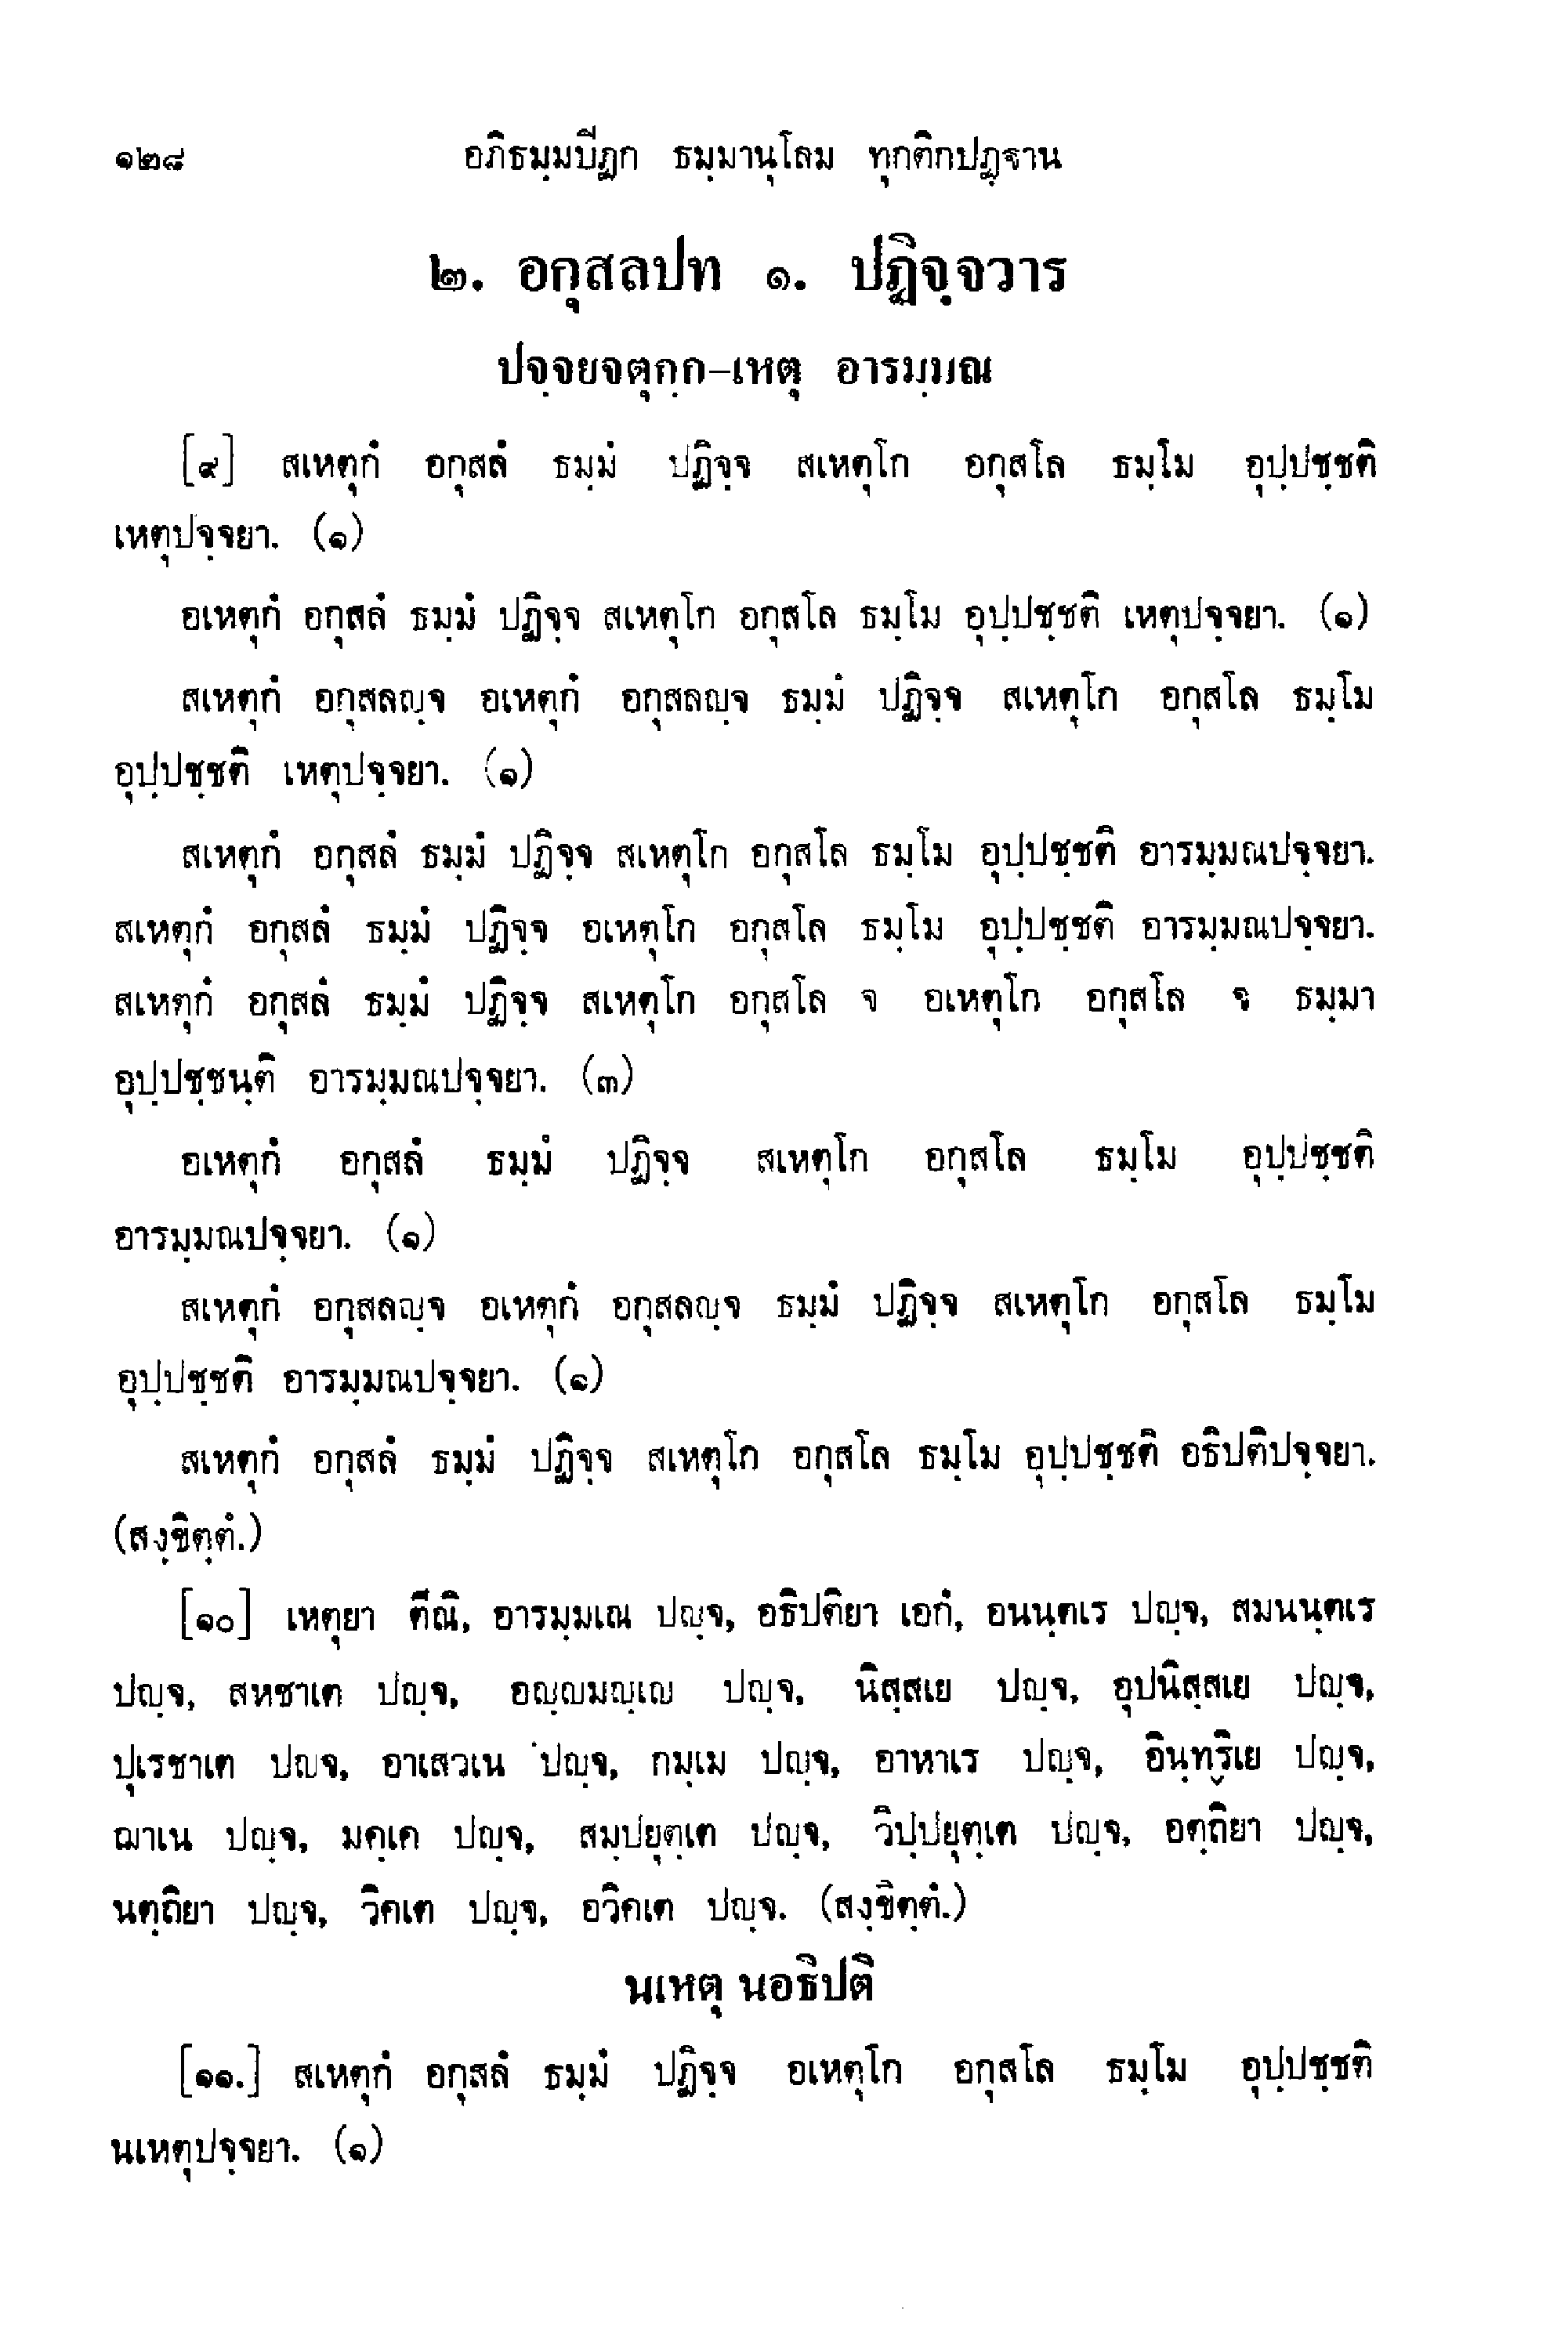 ๑๒๘ อภิธมฺมปีฏก ธมฺมานุโลม ทุกติกปฏฺฐาน
๒. อกุสลปท ๑. ปฏิจฺจวาร
ปจฺจยจตุกฺก-เหตุ อารมฺมณ
[๙] สเหตุกํ อกุสลํ ธมฺมํ ปฏิจฺจ สเหตุโก อกุสโล ธมฺโม อุปฺปชฺชติ
เหตุปจฺจยา. (๑)
อเหตุกํ อกุสลํ ธมฺมํ ปฏิจฺจ สเหตุโก อกุสโล ธมฺโม อุปฺปชฺชติ เหตุปจฺจยา. (๑)
สเหตุกํ อกุสลญฺจ อเหตุกํ อกุสลญฺจ ธมฺมํ ปฏิจฺจ สเหตุโก อกุสโล ธมฺโม
อุปฺปชฺชติ เหตุปจฺจยา. (๑)
สเหตุกํ อกุสลํ ธมฺมํ ปฏิจฺจ สเหตุโก อกุสโล ธมฺโม อุปฺปชฺชติ อารมฺมณปจฺจยา.
สเหตุกํ อกุสลํ ธมฺมํ ปฏิจฺจ อเหตุโก อกุสโล ธมฺโม อุปฺปชฺชติ อารมฺมณปจฺจยา.
สเหตุกํ อกุสลํ ธมฺมํ ปฏิจฺจ สเหตุโก อกุสโล จ อเหตุโก อกุสโล จ ธมฺมา
อุปฺปชฺชนฺติ อารมฺมณปจฺจยา. (๓)
อเหตุกํ อกุสลํ ธมฺมํ ปฏิจฺจ สเหตุโก อกุสโล ธมฺโม อุปฺปชฺชติ
อารมฺมณปจฺจยา. (๑)
สเหตุกํ อกุสลญฺจ อเหตุกํ อกุสลญฺจ ธมฺมํ ปฏิจฺจ สเหตุโก อกุสโล ธมฺโม
อุปฺปชฺชติ อารมฺมณปจฺจยา. (๑)
สเหตุกํ อกุสลํ ธมฺมํ ปฏิจฺจ สเหตุโก อกุสโล ธมฺโม อุปฺปชฺชติ อธิปติปจฺจยา.
(สงฺขิตฺตํ.)
[๑๐] เหตุยา ตีณิ, อารมฺมเณ ปญฺจ, อธิปติยา เอกํ, อนนฺตเร ปญฺจ, สมนนฺตเร
ปญฺจ, สหชาเต ปญฺจ, อญฺญมญฺเญ ปญฺจ, นิสฺสเย ปญฺจ, อุปนิสฺสเย ปญฺจ,
ปุเรชาเต ปญฺจ, อาเสวเน ปญฺจ, กมฺเม ปญฺจ, อาหาเร ปญฺจ, อินฺทฺริเย ปญฺจ,
ฌาเน ปญฺจ, มคฺเค ปญฺจ, สมฺปยุตฺเต ปญฺจ, วิปฺปยุตฺเต ปญฺจ, อตฺถิยา ปญฺจ,
นตฺถิยา ปญฺจ, วิคเต ปญฺจ, อวิคเต ปญฺจ. (สงฺขิตฺตํ.)
นเหตุ นอธิปติ
[๑๑.] สเหตุกํ อกุสลํ ธมฺมํ ปฏิจฺจ อเหตุโก อกุสโล ธมฺโม อุปฺปชฺชติ
นเหตุปจฺจยา. (๑)